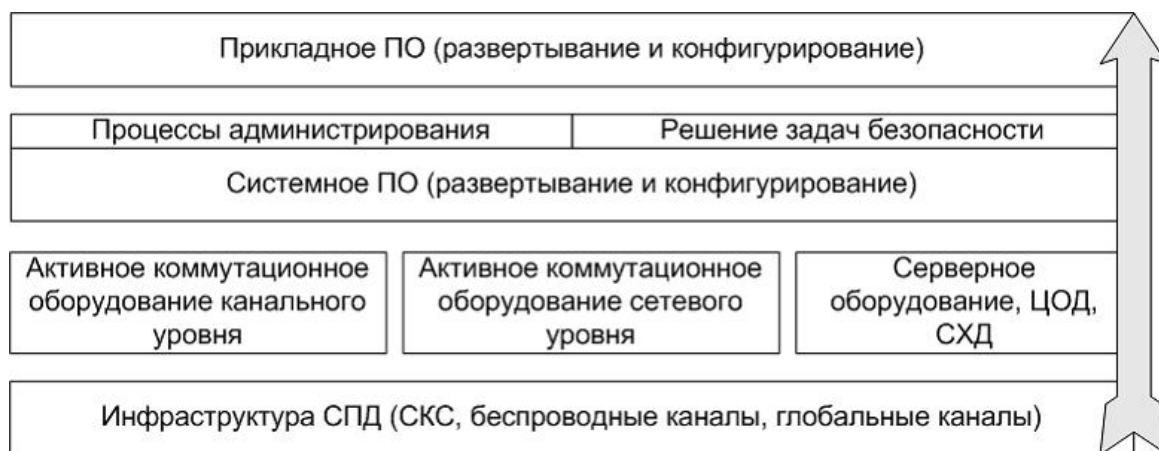 Прикладное ПО (развертывание и конфигурирование)
Процессы администрирования
Решение задач безопасности
Системное ПО (развертывание и конфигурирование)
Активное коммутационное
оборудование канального
уровня
Активное коммутационное
оборудование сетевого
уровня
Серверное
оборудование, ЦОД,
СХД
Инфраструктура СПД (СКС, беспроводные каналы, глобальные каналы)